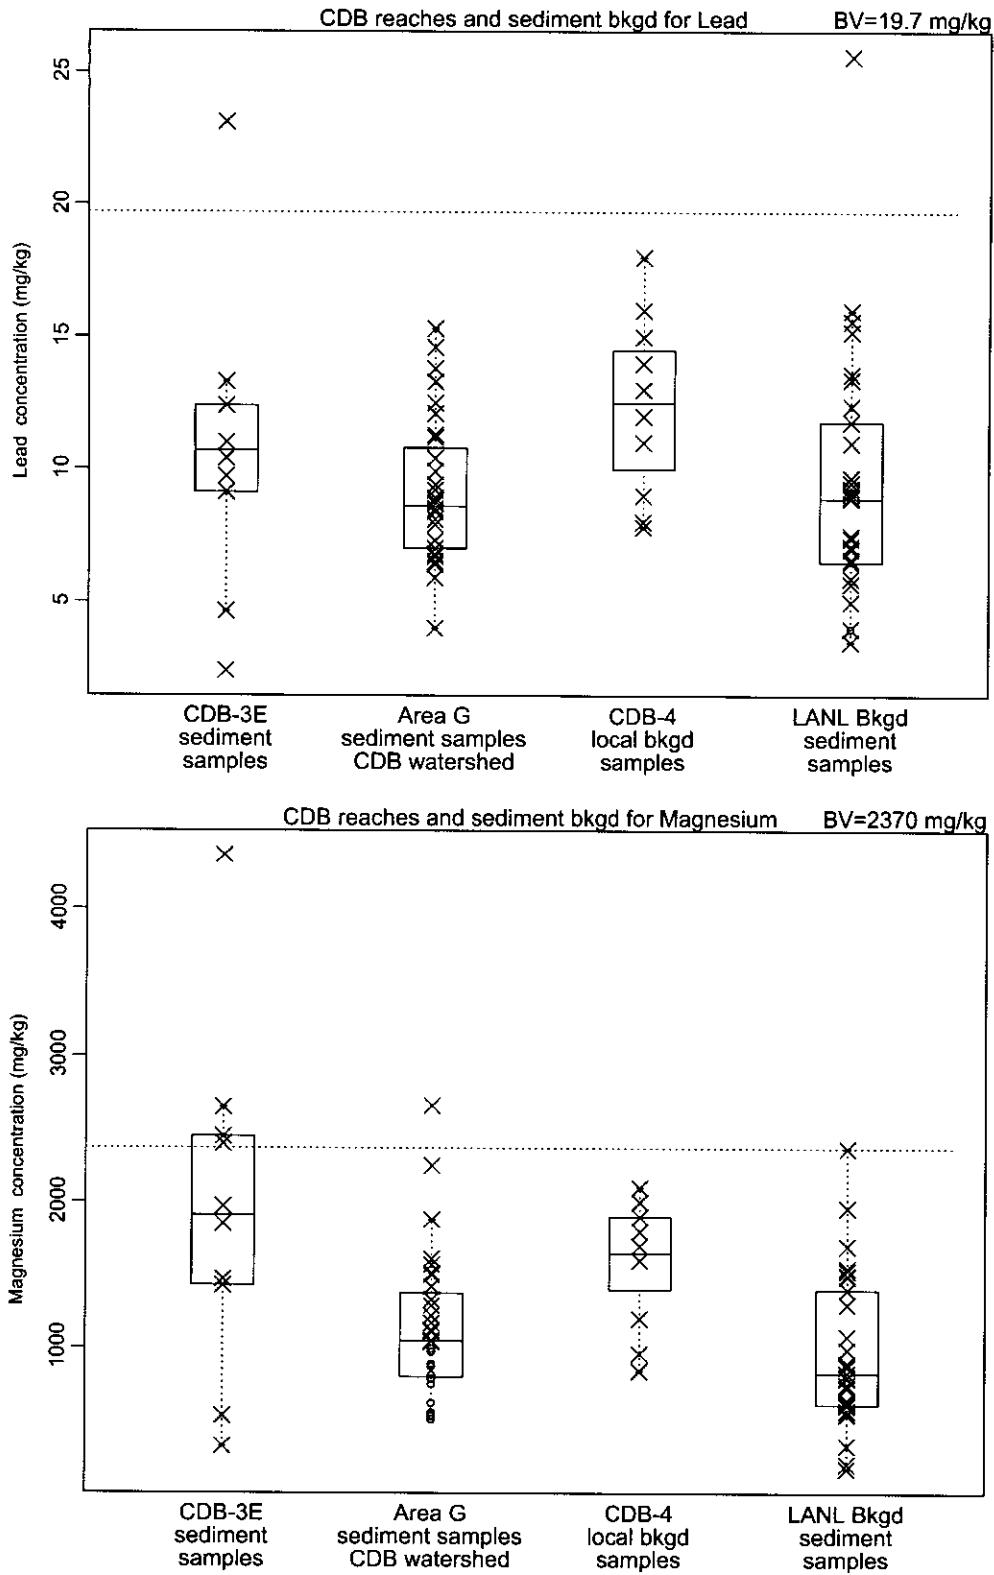 CDB reaches and sediment bkgd for Lead BV=19.7 mg/kg
Lead concentration (mg/kg)
25
20
15
10
5
CDB-3E
sediment
samples
Area G
sediment samples
CDB watershed
CDB-4
local bkgd
samples
LANL Bkgd
sediment
samples
CDB reaches and sediment bkgd for Magnesium BV=2370 mg/kg
Magnesium concentration (mg/kg)
4000
3000
2000
1000
CDB-3E
sediment
samples
Area G
sediment samples
CDB watershed
CDB-4
local bkgd
samples
LANL Bkgd
sediment
samples